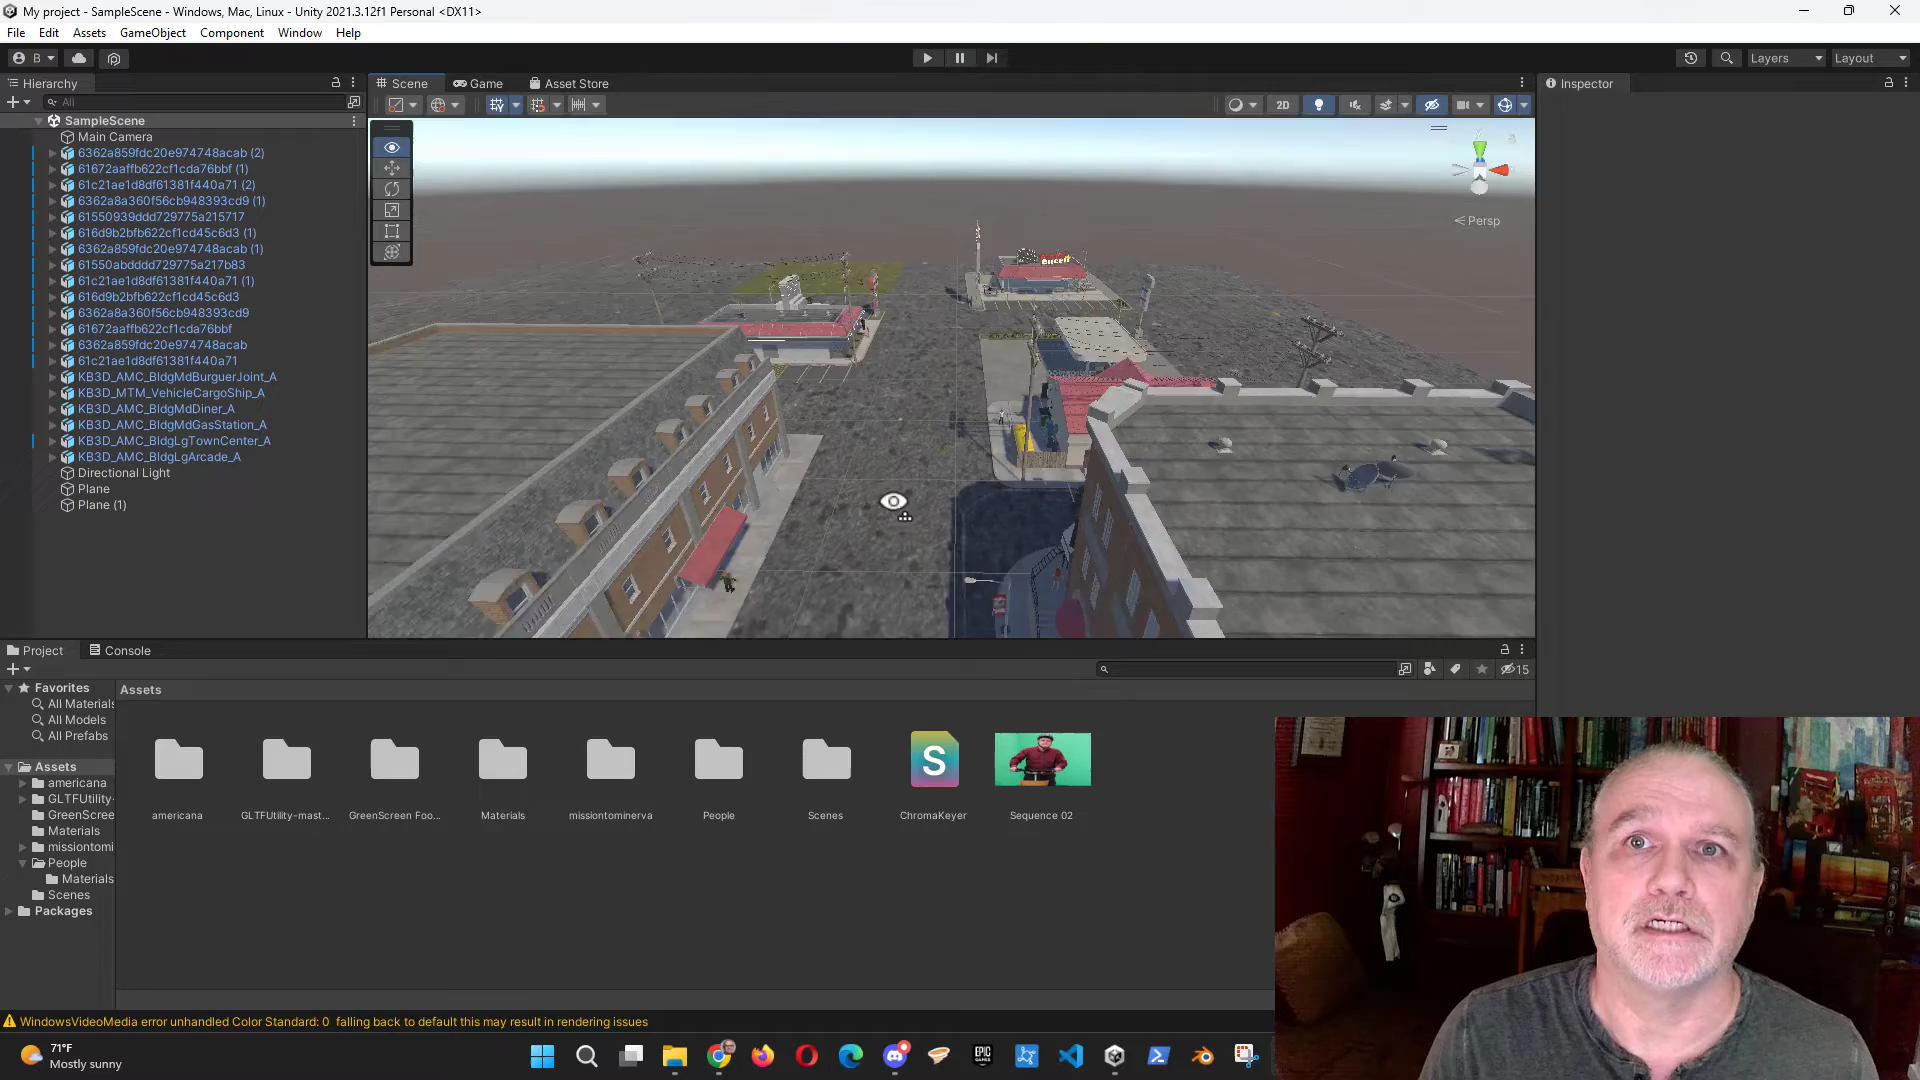 My project - SampleScene - Windows, Mac, Linux - Unity 2021.3.12f1 Personal <DX11>
File Edit Assets GameObject Component Window Help
B
Layers
Layout
Hierarchy
All
SampleScene
Main Camera
6362a859fdc20e974748acab (2)
61672aaffb622cf1cda76bbf (1)
61c21ae1d8df61381f440a71 (2)
6362a8a360f56cb948393cd9 (1)
61550939ddd729775a215717
616d9b2bfb622cf1cd45c6d3 (1)
6362a859fdc20e974748acab (1)
61550abdddd729775a217b83
61c21ae1d8df61381f440a71 (1)
616d9b2bfb622cf1cd45c6d3
6362a8a360f56cb948393cd9
61672aaffb622cf1cda76bbf
6362a859fdc20e974748acab
61c21ae1d8df61381f440a71
KB3D_AMC_BldgMdBurguerJoint_A
KB3D_MTM_VehicleCargoShip_A
KB3D_AMC_BldgMdDiner_A
KB3D_AMC_BldgMdGasStation_A
KB3D_AMC_BldgLgTownCenter_A
KB3D_AMC_BldgLgArcade_A
Directional Light
Plane
Plane (1)
Scene Game Asset Store
2D
Persp
Inspector
Project Console
15
Favorites
All Materials
All Models
All Prefabs
Assets
americana
GLTFUtility-
GreenScree
Materials
missiontomi
People
Materials
Scenes
Packages
Assets
americana
GLTFUtility-mast...
GreenScreen Foo...
Materials
missiontominerva
People
Scenes
S
ChromaKeyer
Sequence 02
WindowsVideoMedia error unhandled Color Standard: 0 falling back to default this may result in rendering issues
71°F
Mostly sunny
EPIC GAMES